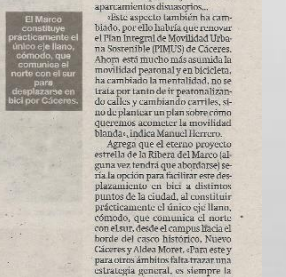 El Marco
constituye
prácticamente el
único eje llano,
cómodo, que
comunica el
norte con el sur
para
desplazarse en
bici por Cáceres.
aparcamientos disuasorios...
«Este aspecto también ha cam-
biado, por ello habría que renovar
el Plan Integral de Movilidad Urba-
na Sostenible (PIMUS) de Cáceres.
Ahora está mucho más asumida la
movilidad peatonal y en bicicleta,
ha cambiado la mentalidad, no se
trata por tanto de ir peatonalizan-
do calles y cambiando carriles, si-
no de plantear un plan sobre cómo
queremos acometer la movilidad
blanda», indica Manuel Herrero.
Agrega que el eterno proyecto
estrella de la Ribera del Marco (al-
guna vez tendrá que abordarse) se-
ría la opción para facilitar este des-
plazamiento en bici a distintos
puntos de la ciudad, al constituir
prácticamente el único eje llano,
cómodo, que comunica el norte
con el sur, desde el campus hacia el
borde del casco histórico, Nuevo
Cáceres y Aldea Moret. «Para este y
para otros ámbitos falta trazar una
estrategia general, es siempre la